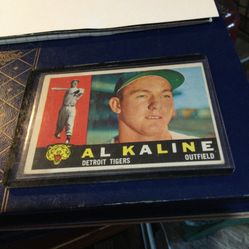 AL KALINE
DETROIT TIGERS OUTFIELD